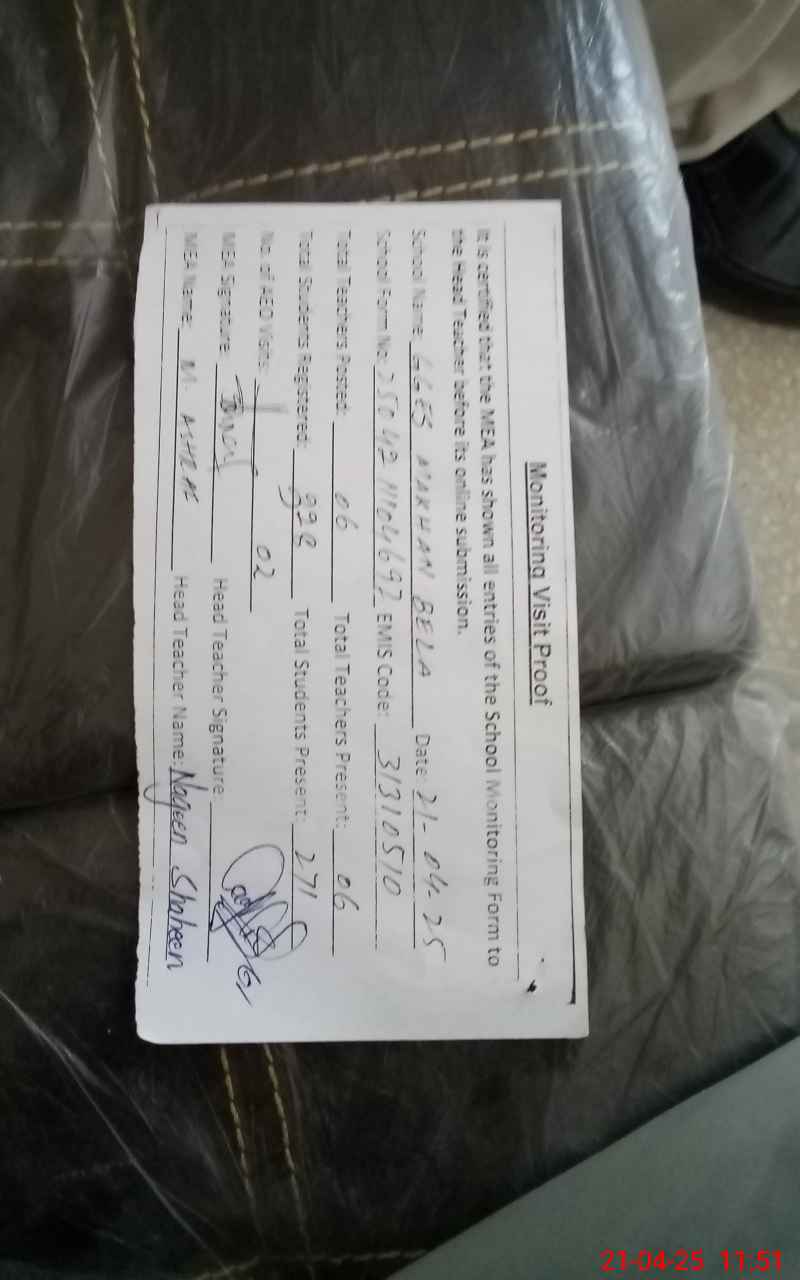 Monitoring Visit Proof
It is certified that the MEA has shown all entries of the School Monitoring Form to
the Head Teacher before its online submission.
School Name: GGES MAKHAN BELA Date: 21-04-25
School Form No: EMIS Code: 31310510
Total Teachers Posted: 06 Total Teachers Present: 06
Total Students Registered: Total Students Present: 271
No. of AEO Visits: 02
MEA Signature: Head Teacher Signature
MEA Name: M. ASHRAF Head Teacher Name: Nageen Shaheen
21-04-25 11:51